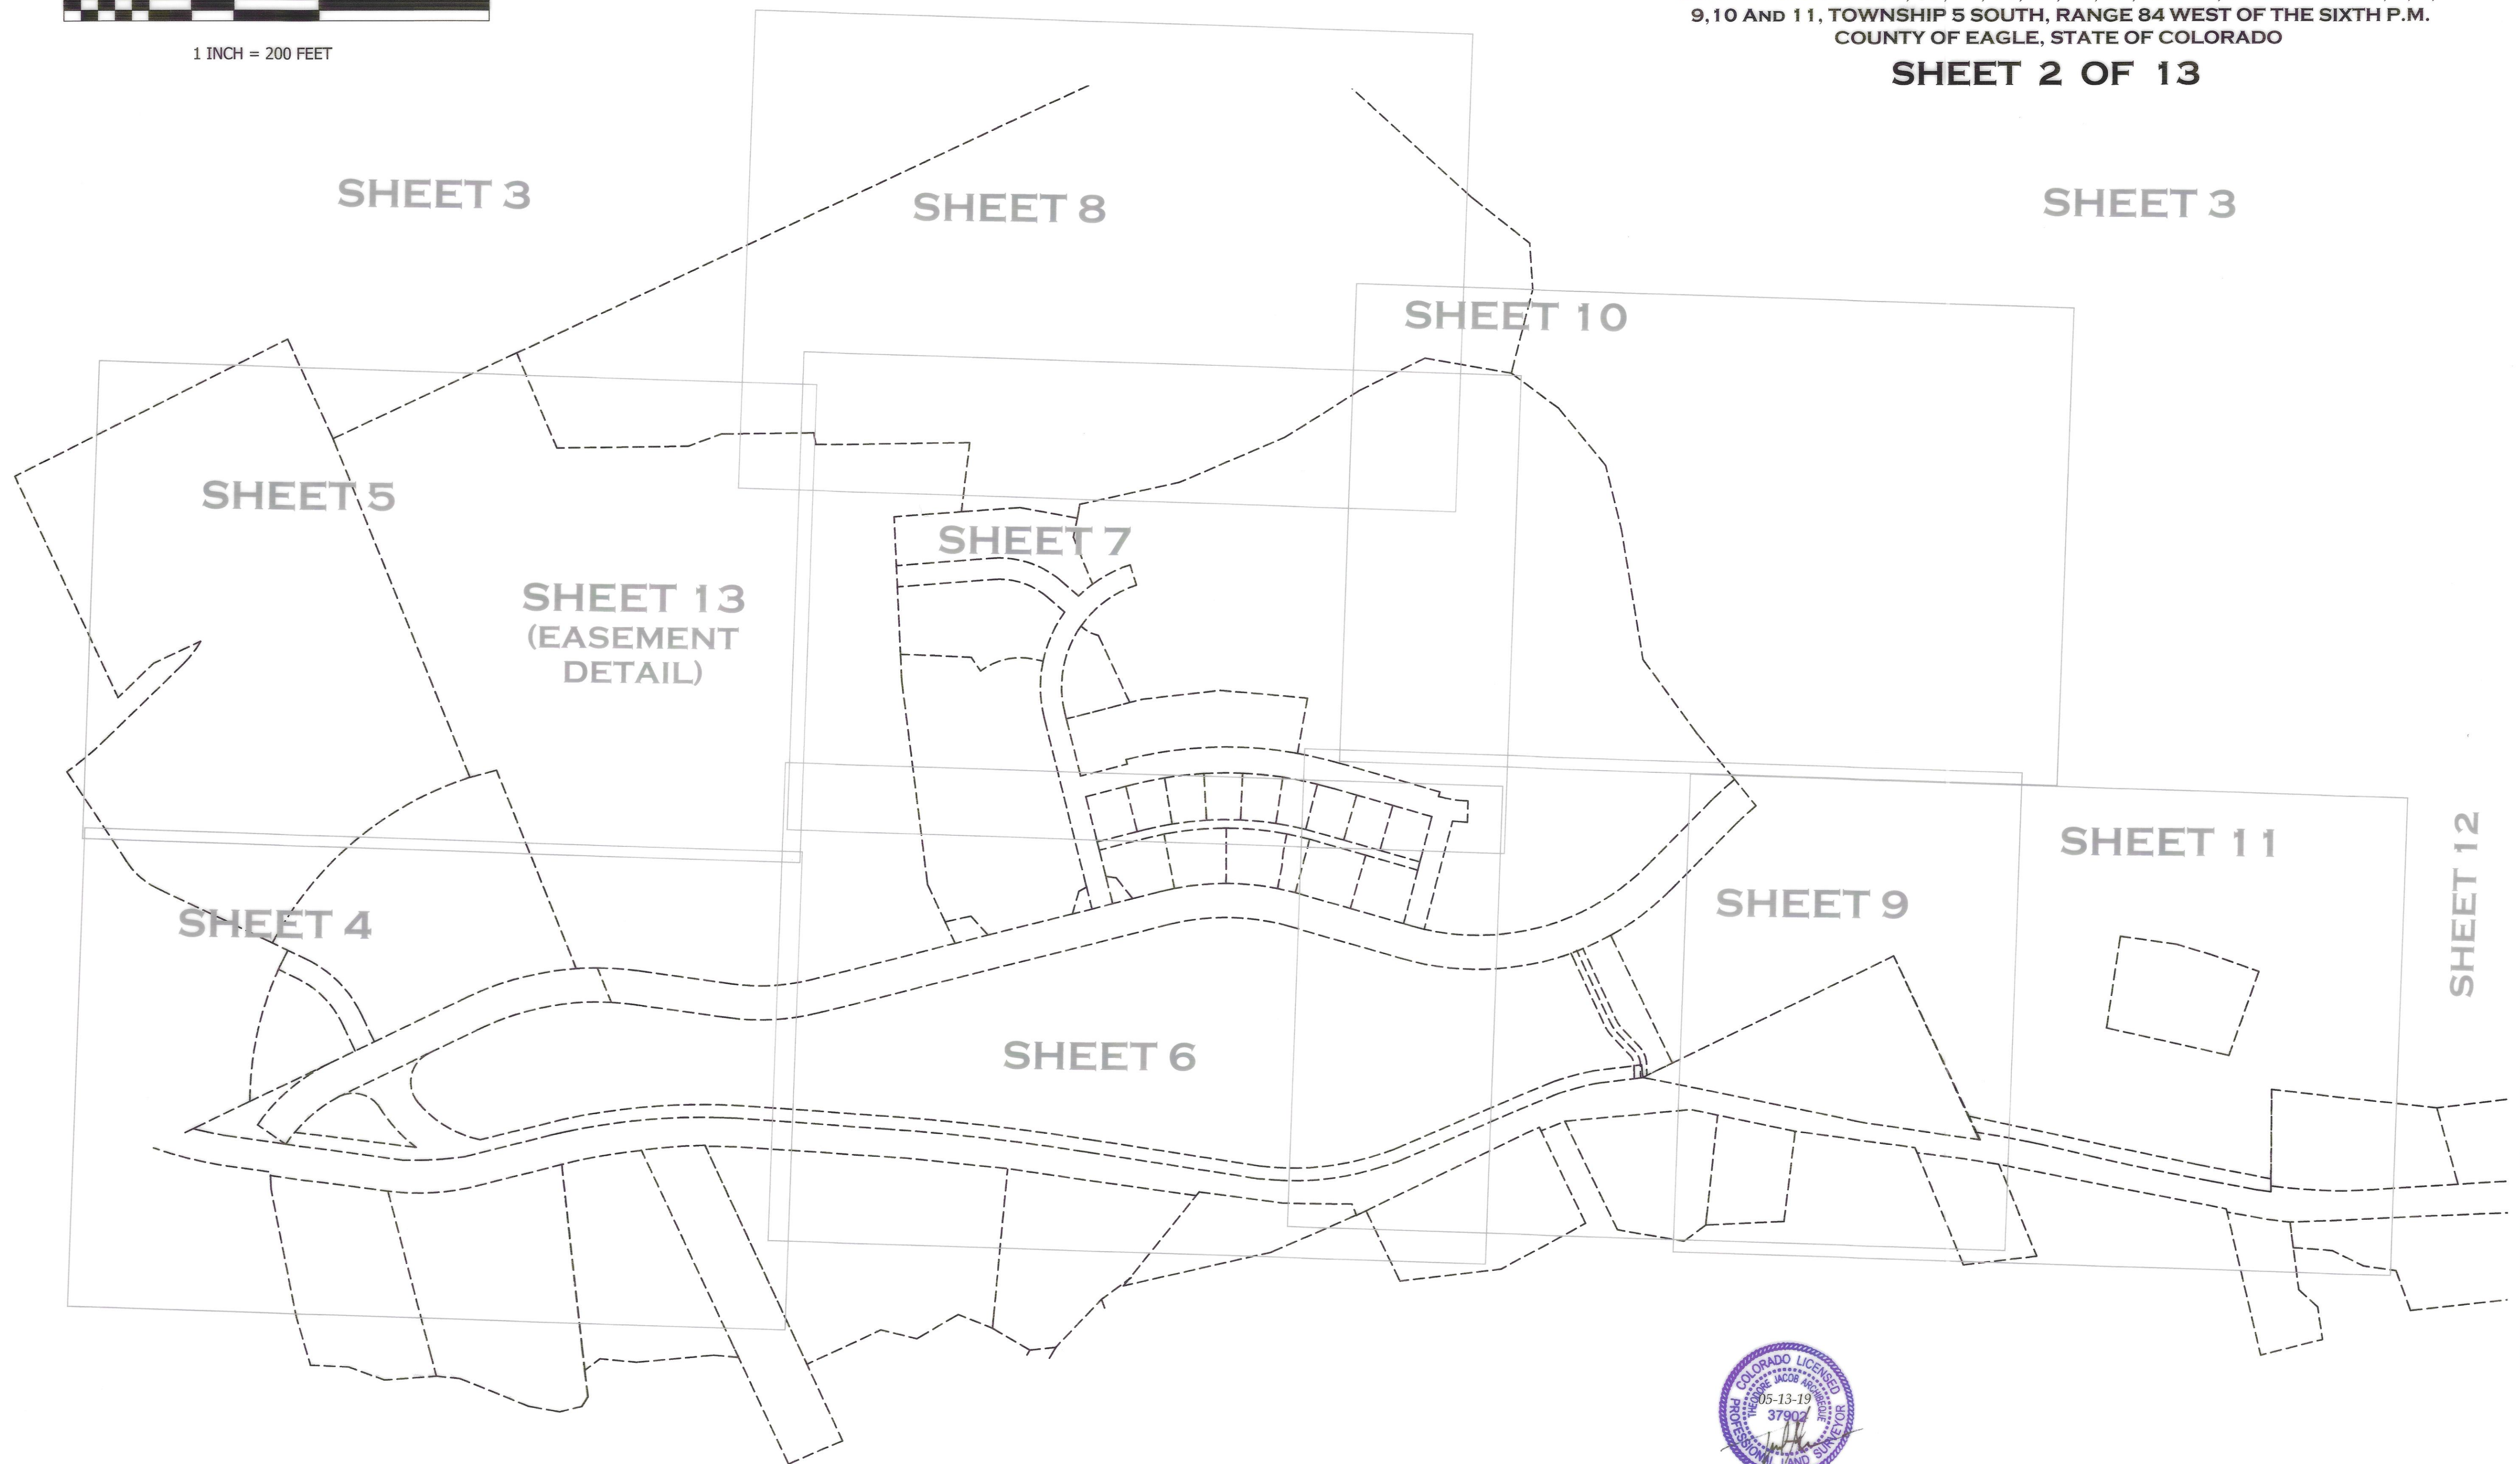 9,10 AND 11, TOWNSHIP 5 SOUTH, RANGE 84 WEST OF THE SIXTH P.M.
COUNTY OF EAGLE, STATE OF COLORADO
SHEET 2 OF 13
1 INCH = 200 FEET
SHEET 3
SHEET 8
SHEET 3
SHEET 10
SHEET 5
SHEET 7
SHEET 13
(EASEMENT
DETAIL)
SHEET 11
SHEET 12
SHEET 9
SHEET 4
SHEET 6
COLORADO LICENSED
THEODORE JACOB ARCHIBEQUE
05-13-19
37902
PROFESSIONAL LAND SURVEYOR